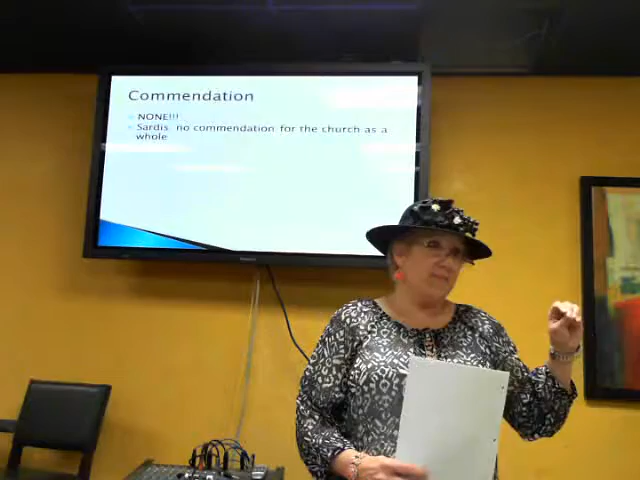 Commendation
NONE!!!
Sardis no commendation for the church as a
whole